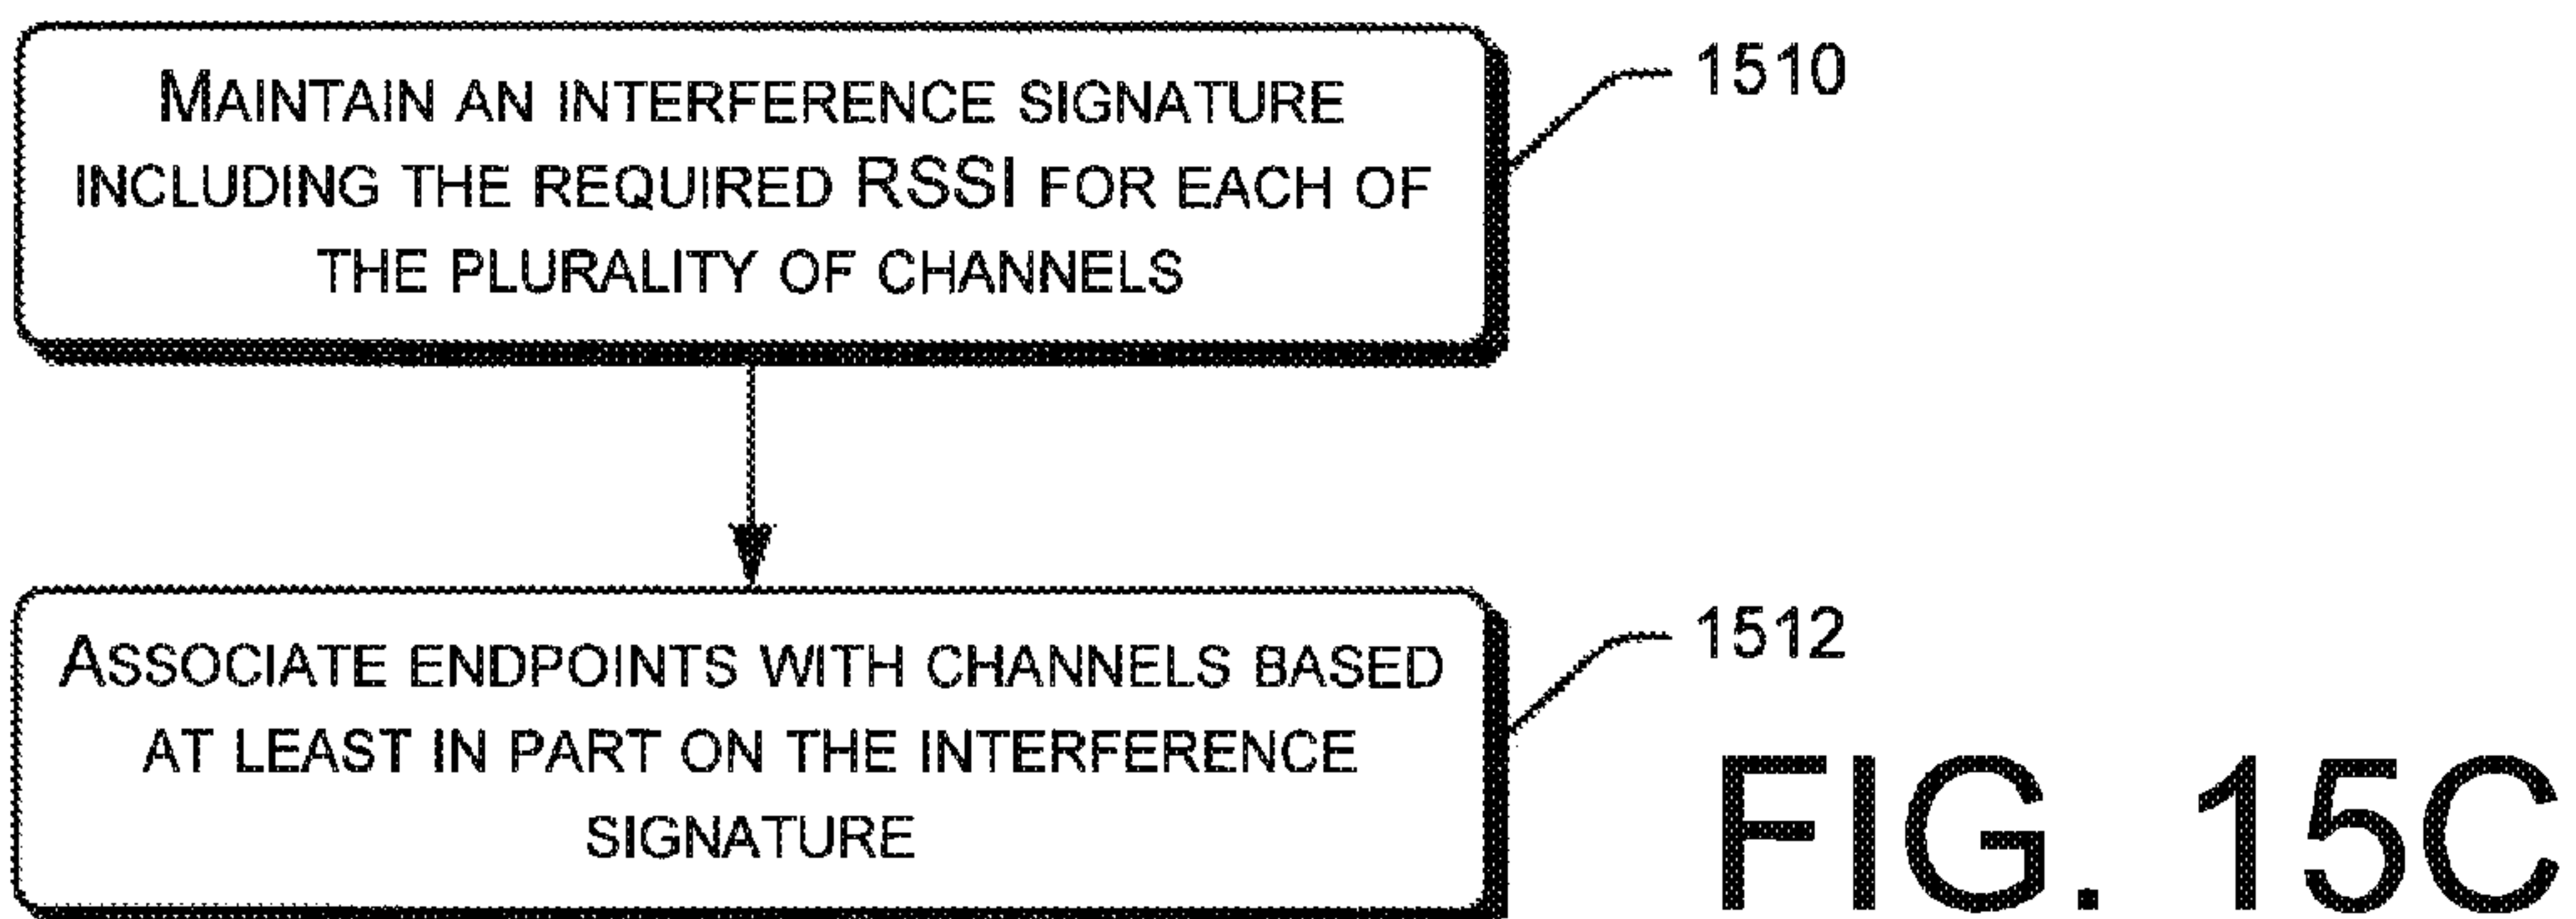 MAINTAIN AN INTERFERENCE SIGNATURE
INCLUDING THE REQUIRED RSSI FOR EACH OF
THE PLURALITY OF CHANNELS
1510
ASSOCIATE ENDPOINTS WITH CHANNELS BASED
AT LEAST IN PART ON THE INTERFERENCE
SIGNATURE
1512
FIG. 15C